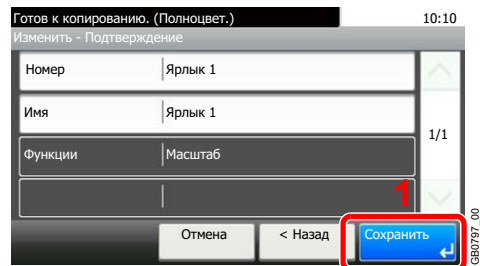 Готов к копированию. (Полноцвет.) 10:10
Изменить - Подтверждение
Номер Ярлык 1
Имя Ярлык 1
1/1
Функции Масштаб
1
Отмена < Назад Сохранить
GB0797_00